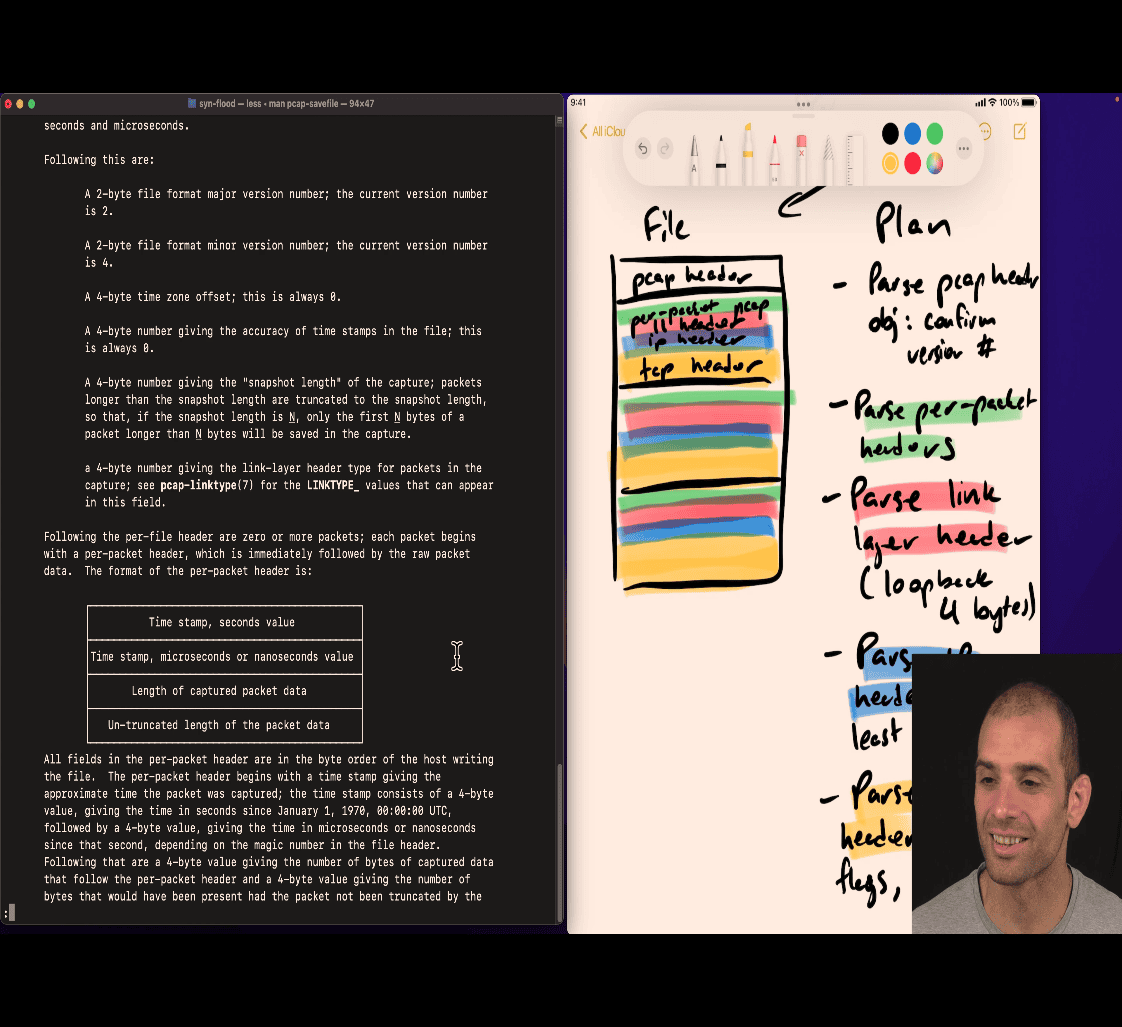 syn-flood — less • man pcap-savefile — 94×47
seconds and microseconds.
Following this are:
A 2-byte file format major version number; the current version number
is 2.
A 2-byte file format minor version number; the current version number
is 4.
A 4-byte time zone offset; this is always 0.
A 4-byte number giving the accuracy of time stamps in the file; this
is always 0.
A 4-byte number giving the "snapshot length" of the capture; packets
longer than the snapshot length are truncated to the snapshot length,
so that, if the snapshot length is N, only the first N bytes of a
packet longer than N bytes will be saved in the capture.
a 4-byte number giving the link-layer header type for packets in the
capture; see pcap-linktype(7) for the LINKTYPE_ values that can appear
in this field.
Following the per-file header are zero or more packets; each packet begins
with a per-packet header, which is immediately followed by the raw packet
data.  The format of the per-packet header is:
Time stamp, seconds value
Time stamp, microseconds or nanoseconds value
Length of captured packet data
Un-truncated length of the packet data
All fields in the per-packet header are in the byte order of the host writing
the file.  The per-packet header begins with a time stamp giving the
approximate time the packet was captured; the time stamp consists of a 4-byte
value, giving the time in seconds since January 1, 1970, 00:00:00 UTC,
followed by a 4-byte value, giving the time in microseconds or nanoseconds
since that second, depending on the magic number in the file header.
Following that are a 4-byte value giving the number of bytes of captured data
that follow the per-packet header and a 4-byte value giving the number of
bytes that would have been present had the packet not been truncated by the
:
9:41
100%
All iClou
A
File
pcap header
per-packet pcap
ll header
ip header
tcp header
Plan
- Parse pcap header
obj: confirm
version #
- Parse per-packet
headers
- Parse link
layer header
(loopback
4 bytes)
- Pars
heade
least
- Pars
header
flags,